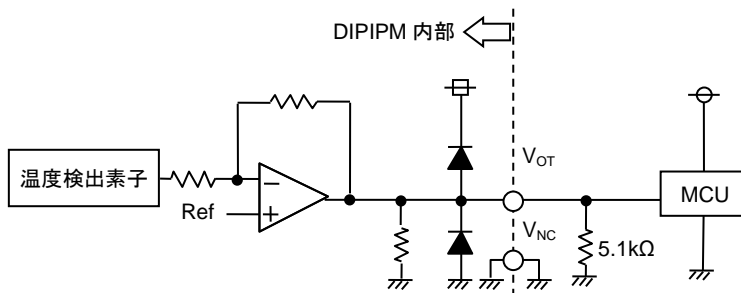 DIPIPM 内部
温度検出素子
Ref
−
+
VOT
VNC
5.1kΩ
MCU